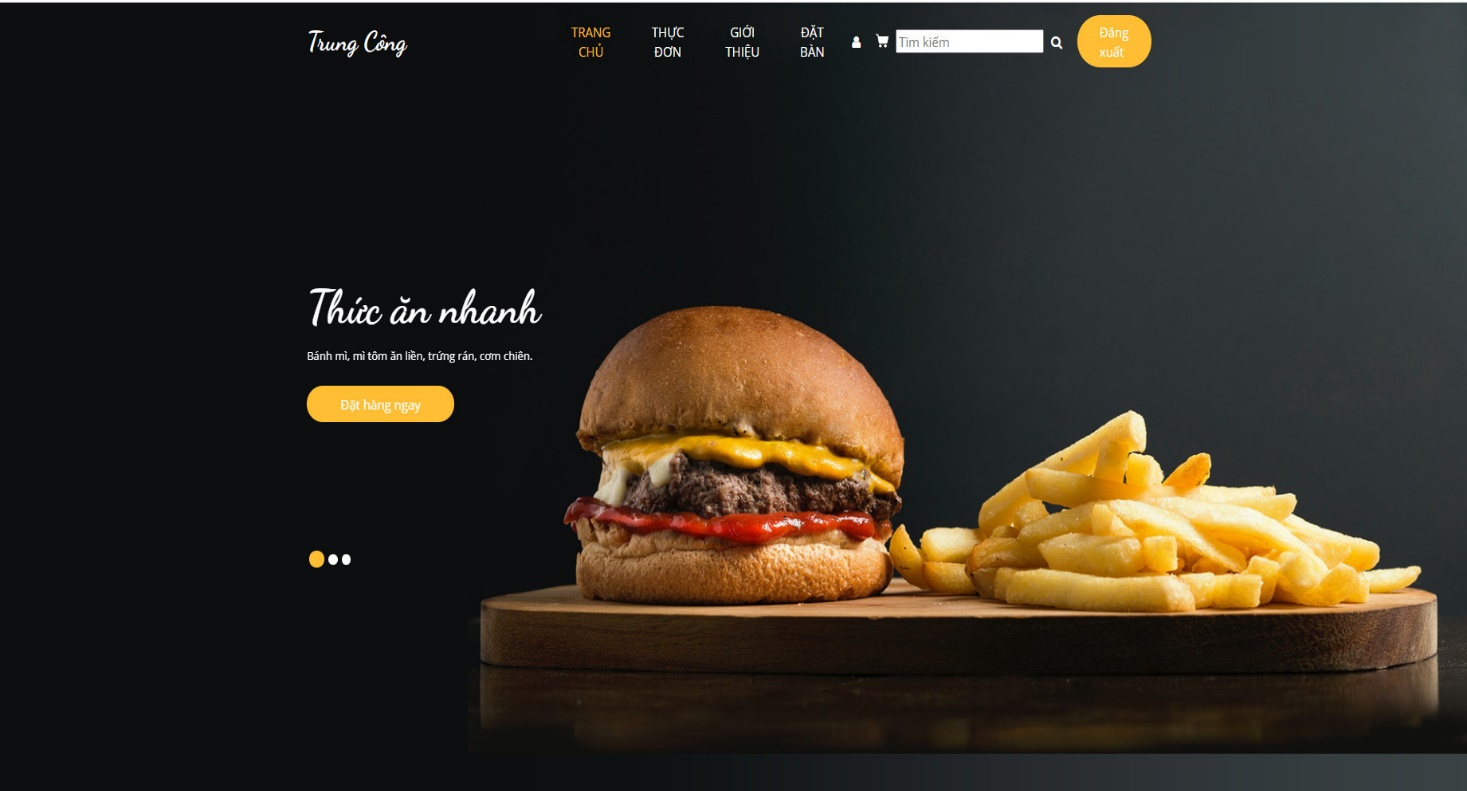 Trung Công
TRANG
CHỦ
THỰC
ĐƠN
GIỚI
THIỆU
ĐẶT
BÀN
Tìm kiếm
Đăng
xuất
Thức ăn nhanh
Bánh mì, mì tôm ăn liền, trứng rán, cơm chiên.
Đặt hàng ngay